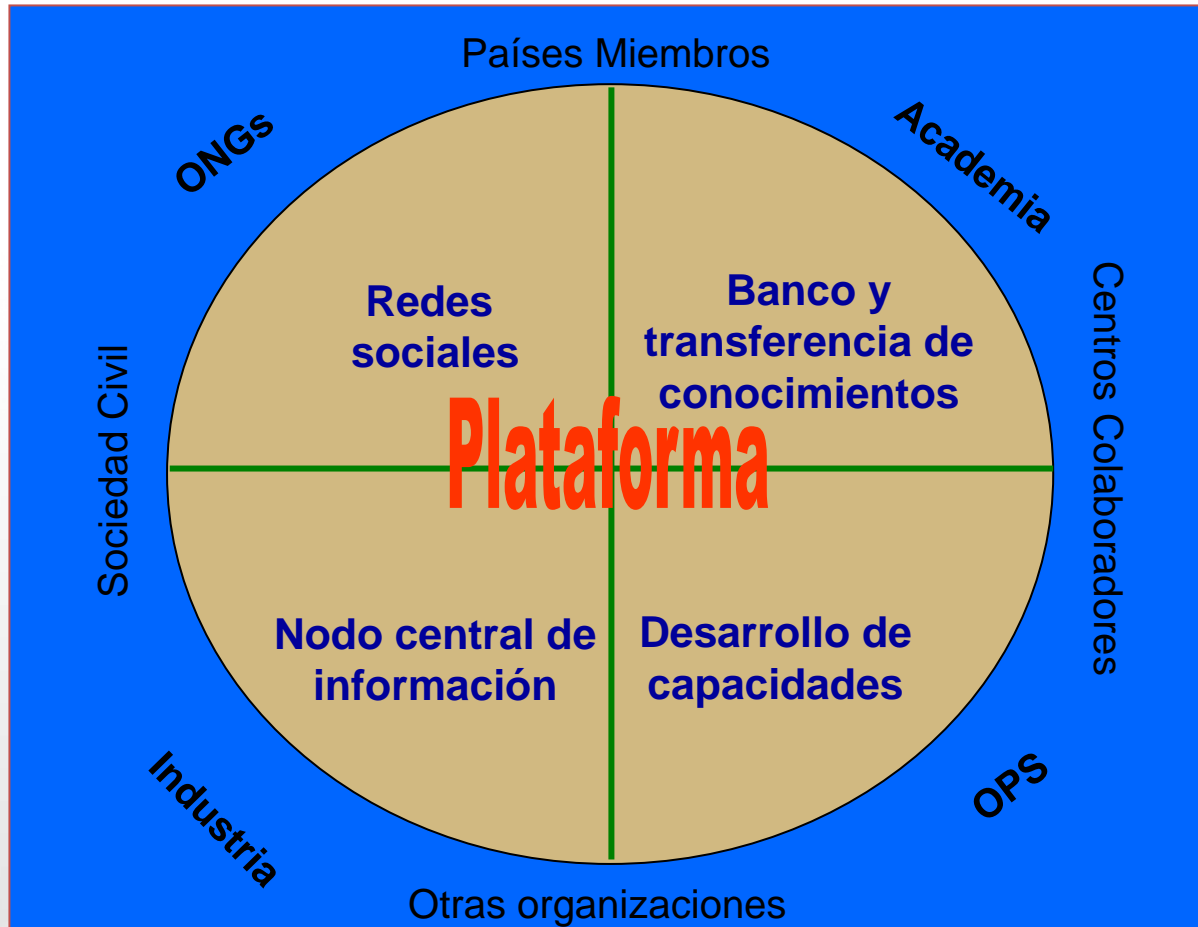 Países Miembros
ONGs
Academia
Redes
sociales
Banco y
transferencia de
conocimientos
Sociedad Civil
Centros Colaboradores
Plataforma
Nodo central de
información
Desarrollo de
capacidades
Industria
OPS
Otras organizaciones